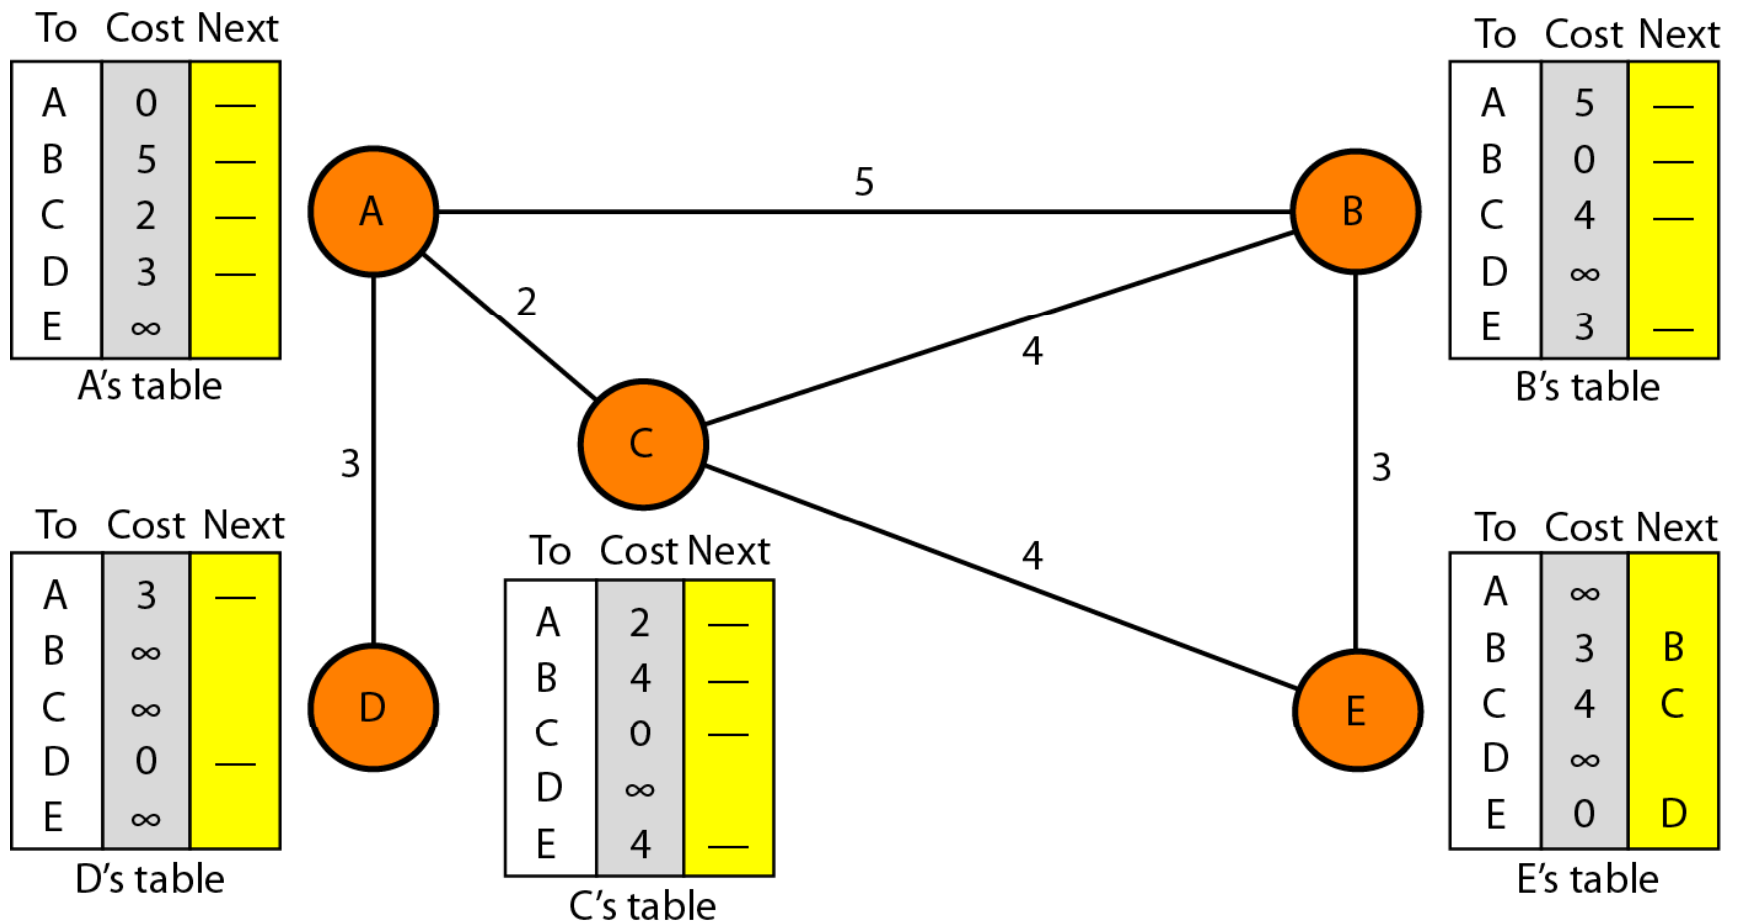 To Cost Next
A 0 —
B 5 —
C 2 —
D 3 —
E ∞
A's table
To Cost Next
A 5 —
B 0 —
C 4 —
D ∞
E 3 —
B's table
A
5
B
2
4
C
3
3
4
D
E
To Cost Next
A 3 —
B ∞
C ∞
D 0 —
E ∞
D's table
To Cost Next
A 2 —
B 4 —
C 0 —
D ∞
E 4 —
C's table
To Cost Next
A ∞
B 3 B
C 4 C
D ∞
E 0 D
E's table